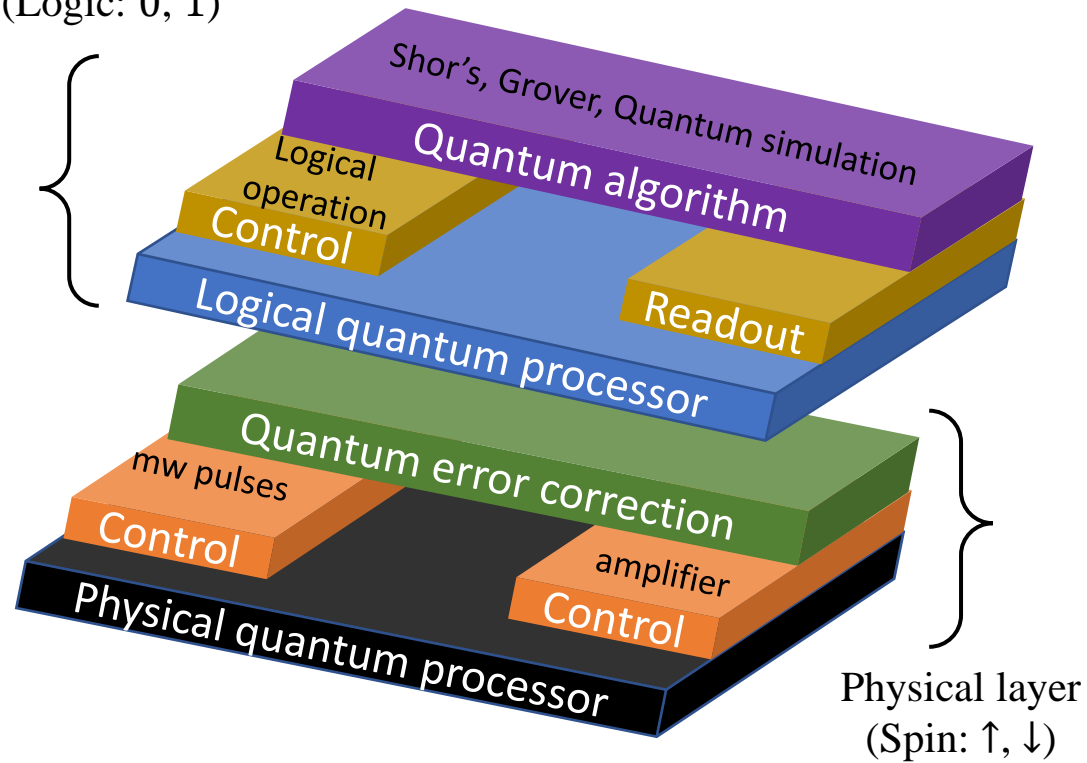 (Logic: 0, 1)
Shor’s, Grover, Quantum simulation
Quantum algorithm
Logical
operation
Control
Readout
Logical quantum processor
Quantum error correction
mw pulses
Control
amplifier
Control
Physical quantum processor
Physical layer
(Spin: ↑, ↓)